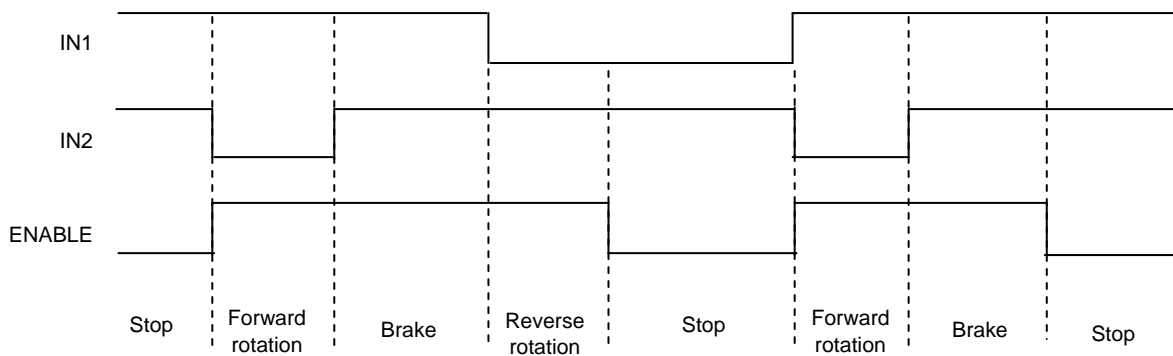 IN1
IN2
ENABLE
Stop
Forward
rotation
Brake
Reverse
rotation
Stop
Forward
rotation
Brake
Stop